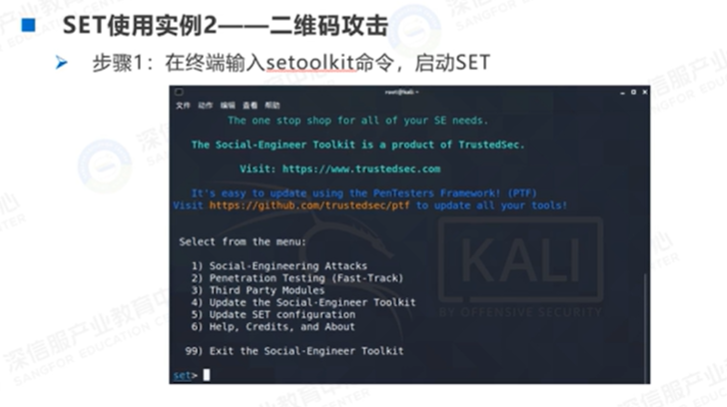 SET使用实例2——二维码攻击
步骤1：在终端输入setoolkit命令，启动SET
root@kali:~
文件 动作 编辑 查看 帮助
The one stop shop for all of your SE needs.
The Social-Engineer Toolkit is a product of TrustedSec.
Visit: https://www.trustedsec.com
It's easy to update using the PenTesters Framework! (PTF)
Visit https://github.com/trustedsec/ptf to update all your tools!
Select from the menu:
1) Social-Engineering Attacks
2) Penetration Testing (Fast-Track)
3) Third Party Modules
4) Update the Social-Engineer Toolkit
5) Update SET configuration
6) Help, Credits, and About
99) Exit the Social-Engineer Toolkit
set>
KALI
BY OFFENSIVE SECURITY
深信服产业教育中心
SANGFOR EDUCATION CENTER